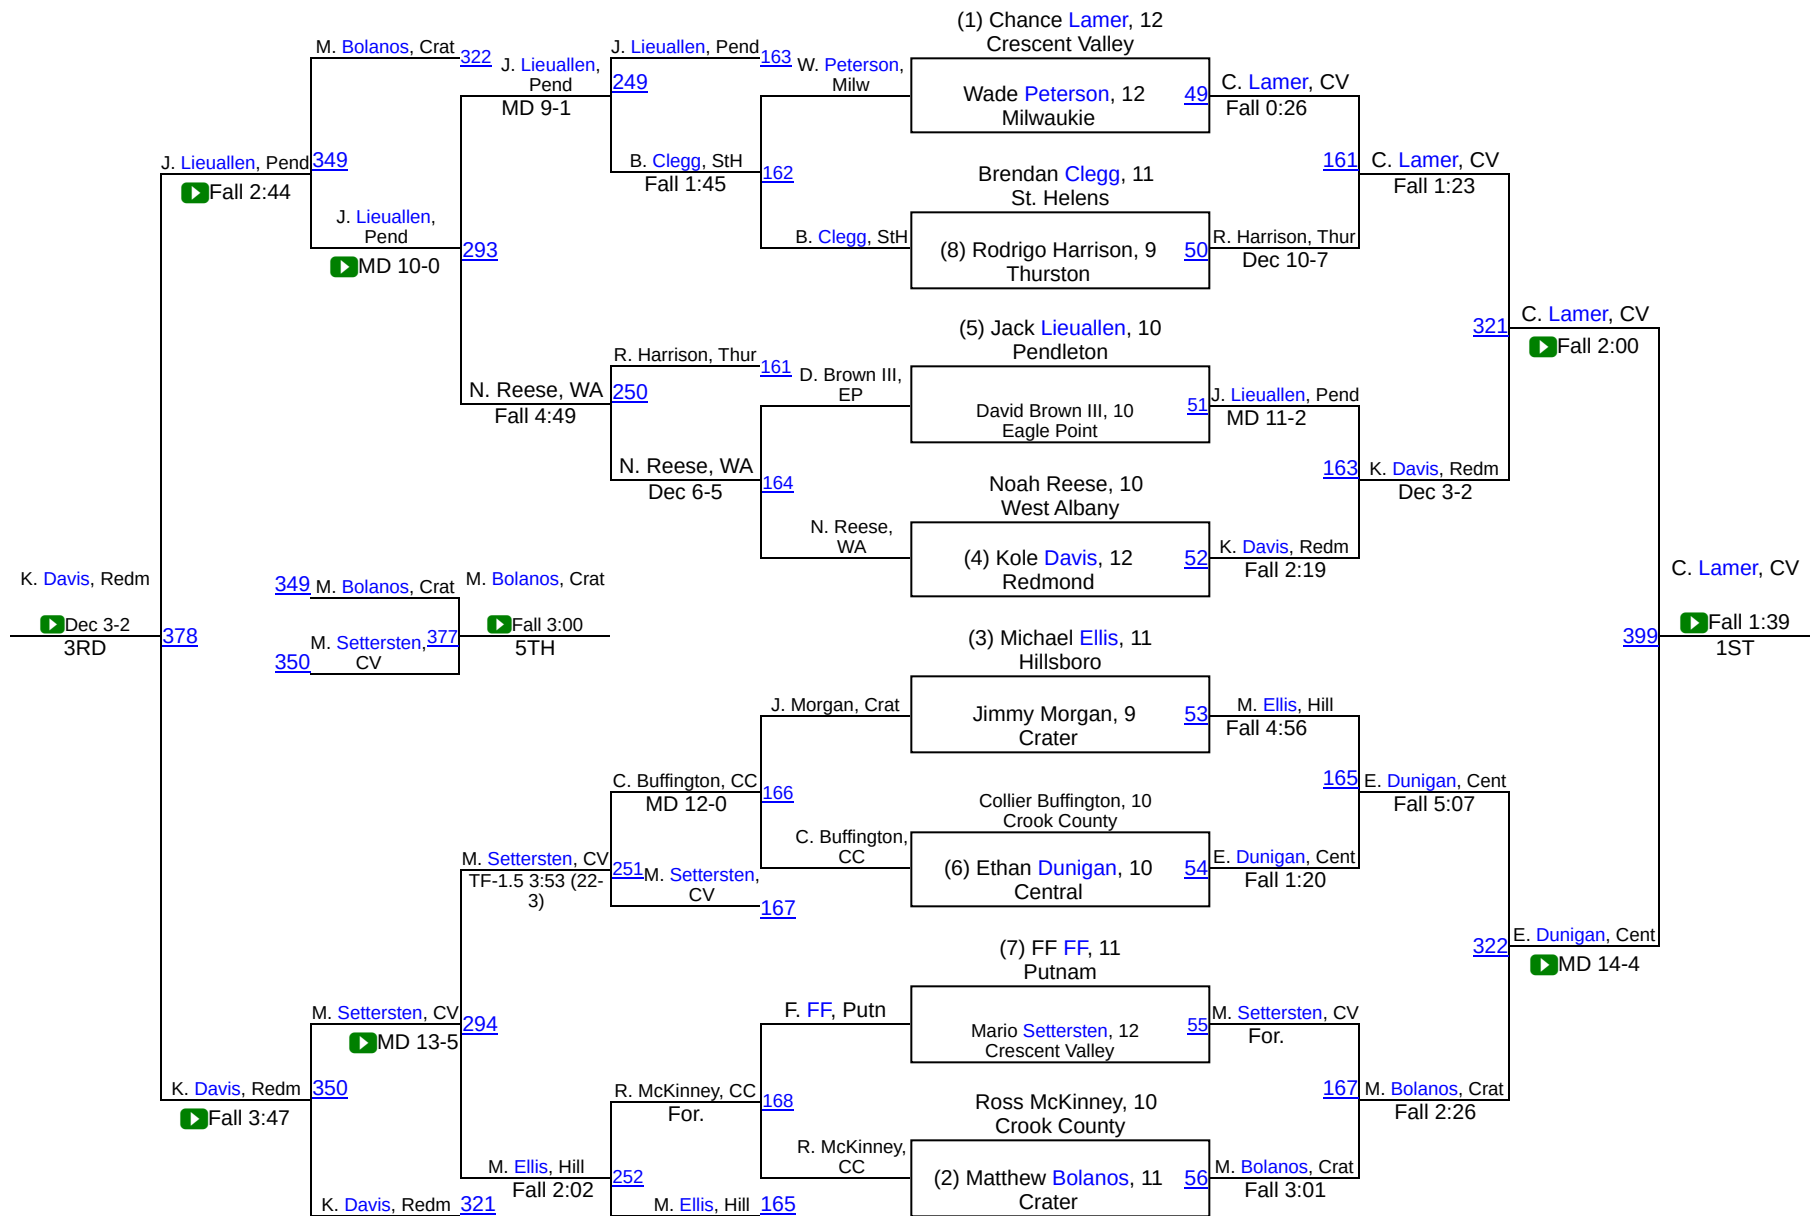 (1) Chance Lamer, 12
Crescent Valley
M. Bolanos, Crat
322
J. Lieuallen,
Pend
MD 9-1
J. Lieuallen, Pend
163
249
W. Peterson,
Milw
Wade Peterson, 12
Milwaukie
49
C. Lamer, CV
Fall 0:26
J. Lieuallen, Pend
349
Fall 2:44
B. Clegg, StH
Fall 1:45
162
Brendan Clegg, 11
St. Helens
161
C. Lamer, CV
Fall 1:23
J. Lieuallen,
Pend
MD 10-0
293
B. Clegg, StH
(8) Rodrigo Harrison, 9
Thurston
50
R. Harrison, Thur
Dec 10-7
(5) Jack Lieuallen, 10
Pendleton
321
C. Lamer, CV
Fall 2:00
N. Reese, WA
Fall 4:49
R. Harrison, Thur
161
250
D. Brown III,
EP
David Brown III, 10
Eagle Point
51
J. Lieuallen, Pend
MD 11-2
N. Reese, WA
Dec 6-5
164
Noah Reese, 10
West Albany
163
K. Davis, Redm
Dec 3-2
N. Reese,
WA
(4) Kole Davis, 12
Redmond
52
K. Davis, Redm
Fall 2:19
K. Davis, Redm
Dec 3-2
3RD
378
349
M. Bolanos, Crat
M. Settersten,
CV
350
377
M. Bolanos, Crat
Fall 3:00
5TH
C. Lamer, CV
Fall 1:39
1ST
399
(3) Michael Ellis, 11
Hillsboro
J. Morgan, Crat
Jimmy Morgan, 9
Crater
53
M. Ellis, Hill
Fall 4:56
C. Buffington, CC
MD 12-0
166
Collier Buffington, 10
Crook County
165
E. Dunigan, Cent
Fall 5:07
M. Settersten, CV
TF-1.5 3:53 (22-
3)
251
M. Settersten,
CV
167
C. Buffington,
CC
(6) Ethan Dunigan, 10
Central
54
E. Dunigan, Cent
Fall 1:20
(7) FF FF, 11
Putnam
322
E. Dunigan, Cent
MD 14-4
M. Settersten, CV
MD 13-5
294
F. FF, Putn
Mario Settersten, 12
Crescent Valley
55
M. Settersten, CV
For.
K. Davis, Redm
Fall 3:47
350
R. McKinney, CC
For.
168
Ross McKinney, 10
Crook County
167
M. Bolanos, Crat
Fall 2:26
M. Ellis, Hill
Fall 2:02
252
R. McKinney,
CC
(2) Matthew Bolanos, 11
Crater
56
M. Bolanos, Crat
Fall 3:01
K. Davis, Redm
321
M. Ellis, Hill
165